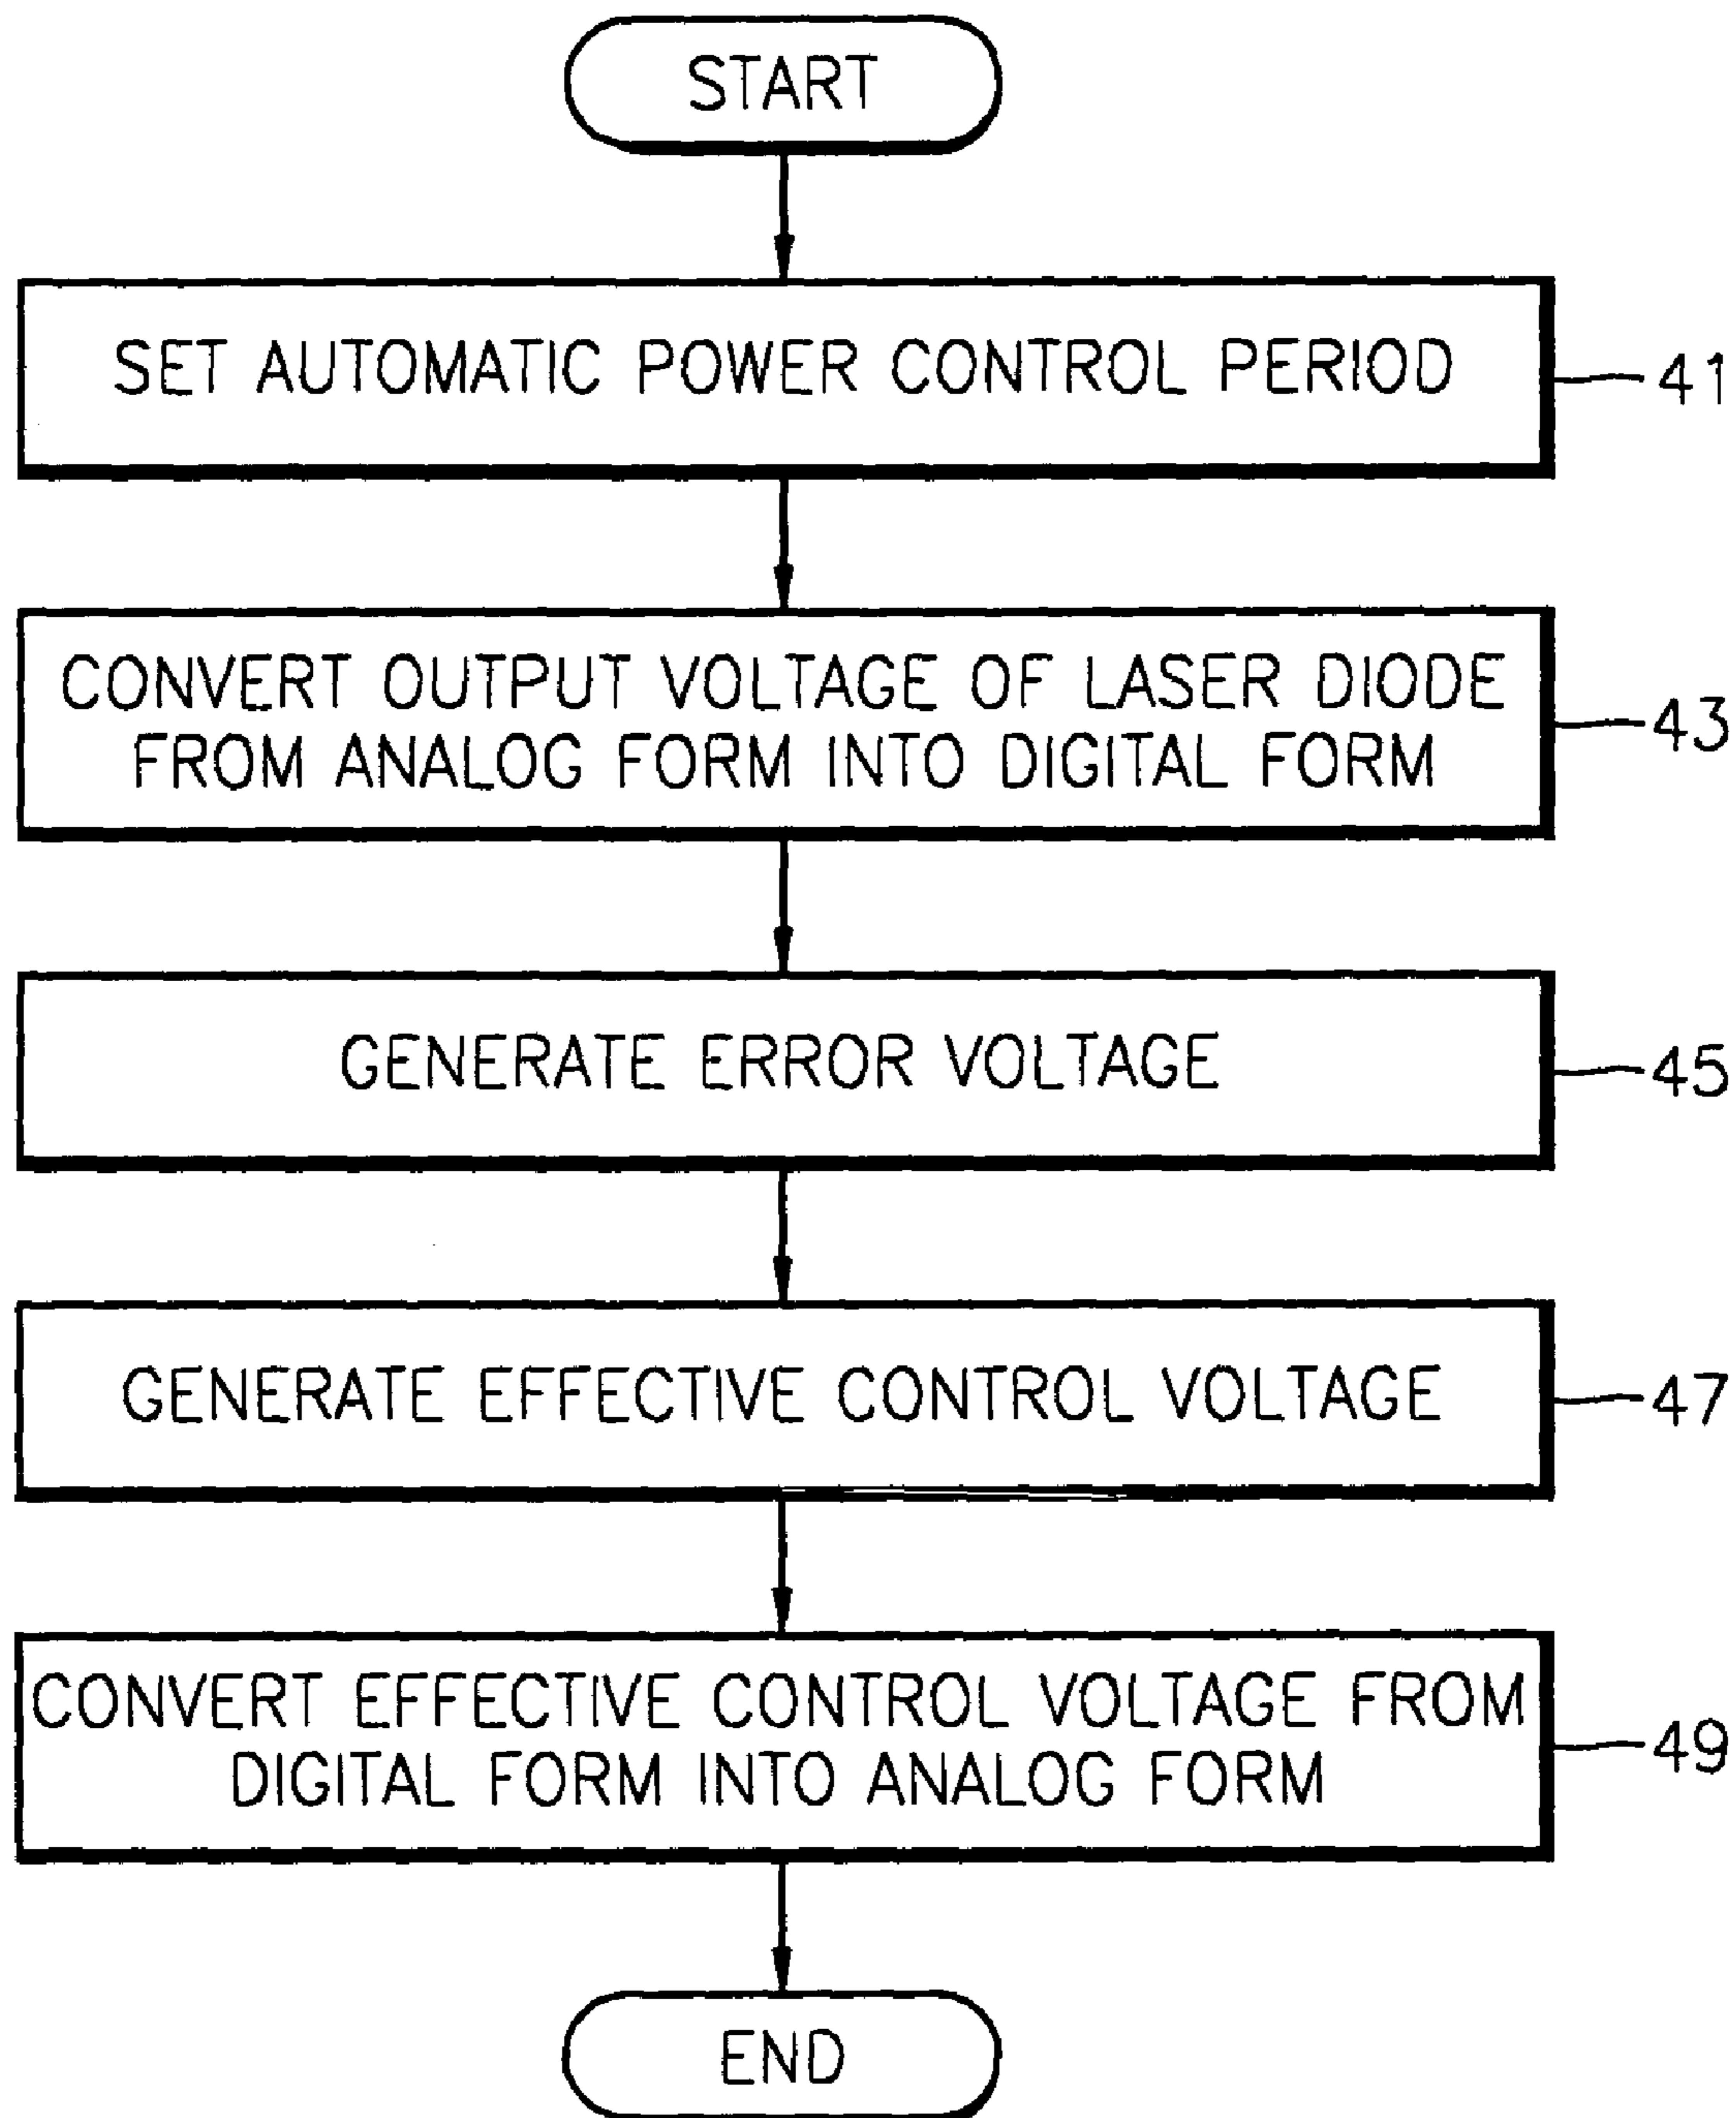 START
SET AUTOMATIC POWER CONTROL PERIOD
41
CONVERT OUTPUT VOLTAGE OF LASER DIODE
FROM ANALOG FORM INTO DIGITAL FORM
43
GENERATE ERROR VOLTAGE
45
GENERATE EFFECTIVE CONTROL VOLTAGE
47
CONVERT EFFECTIVE CONTROL VOLTAGE FROM
DIGITAL FORM INTO ANALOG FORM
49
END